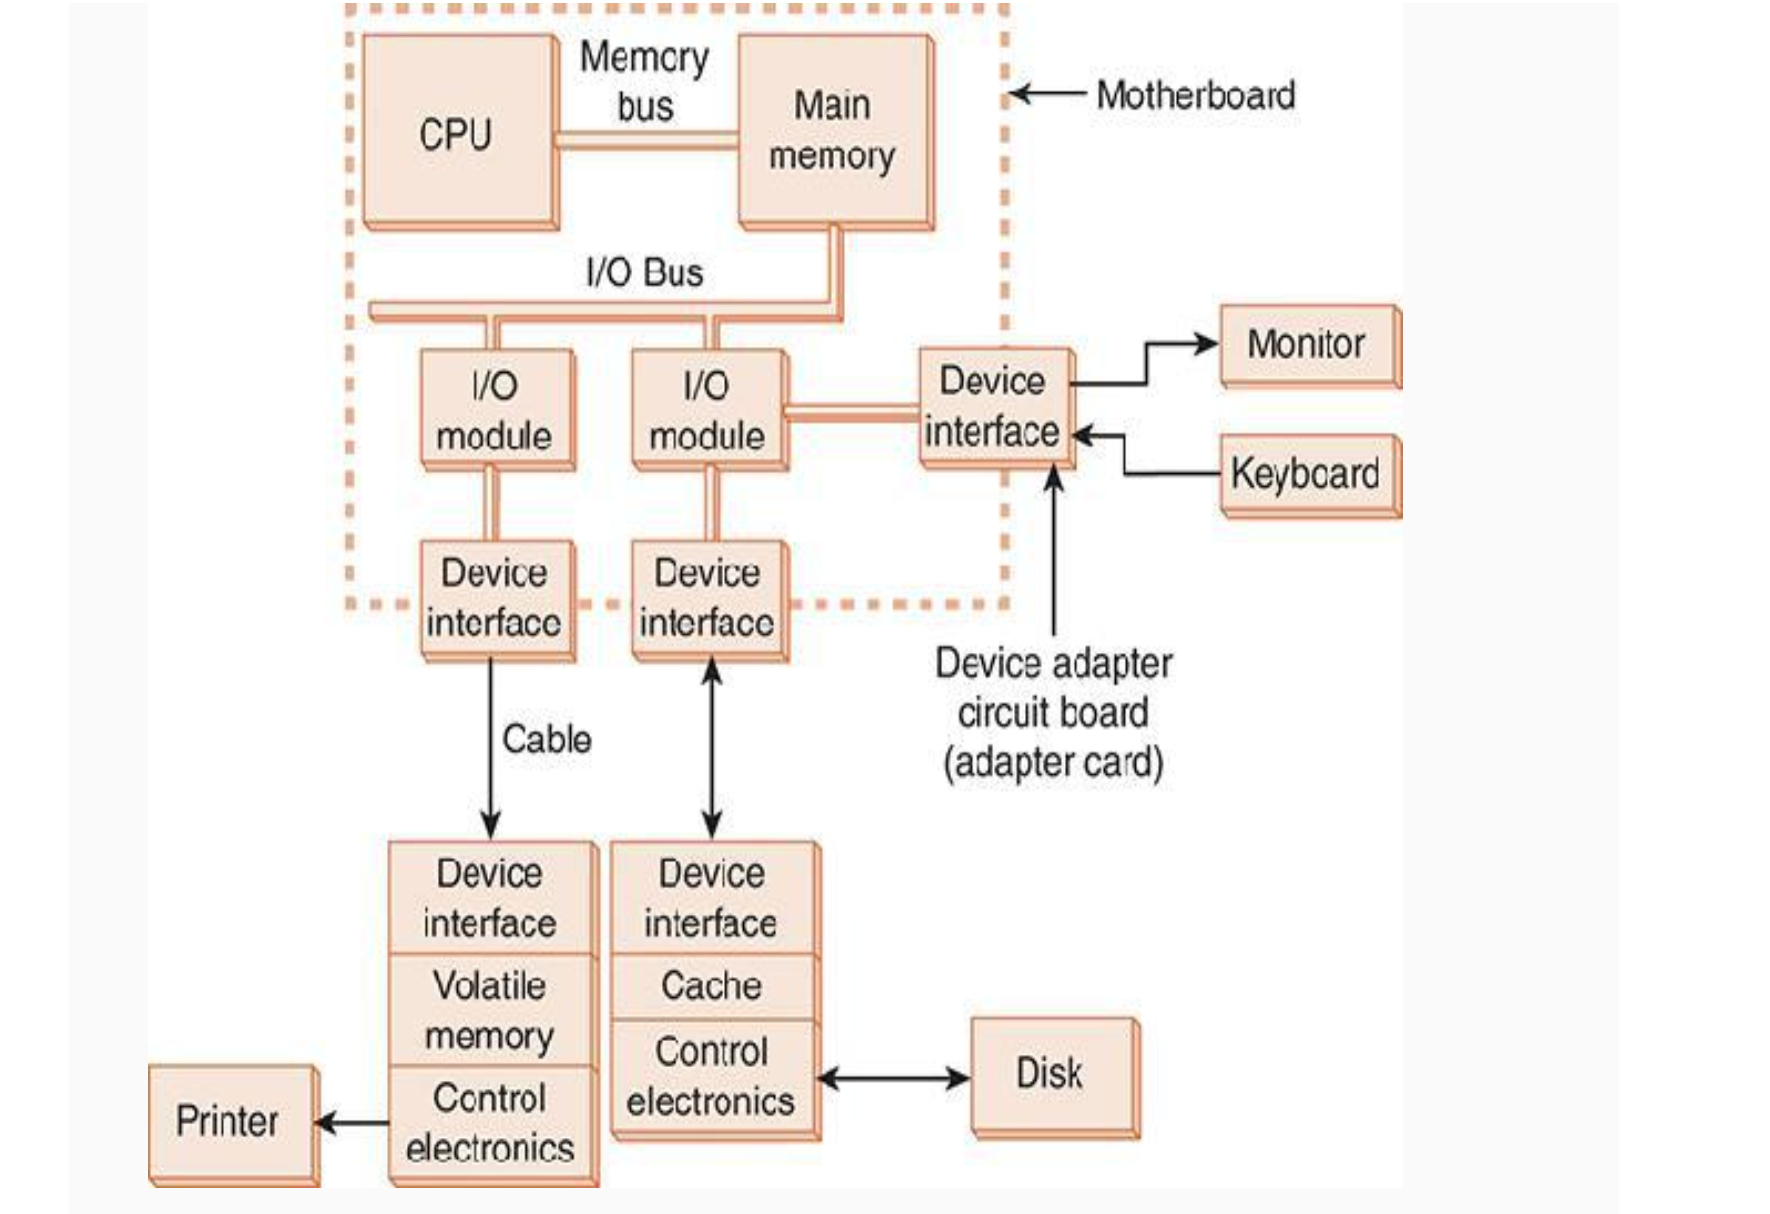 CPU
Memory
bus
Main
memory
Motherboard
I/O Bus
I/O
module
I/O
module
Device
interface
Monitor
Keyboard
Device
interface
Device
interface
Device adapter
circuit board
(adapter card)
Cable
Device
interface
Volatile
memory
Control
electronics
Device
interface
Cache
Control
electronics
Disk
Printer